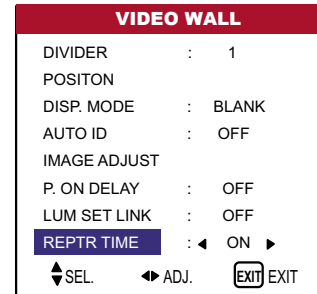 VIDEO WALL
DIVIDER : 1
POSITON
DISP. MODE : BLANK
AUTO ID : OFF
IMAGE ADJUST
P. ON DELAY : OFF
LUM SET LINK : OFF
REPTR TIME : ◀ ON ▶
SEL. ADJ. EXIT EXIT